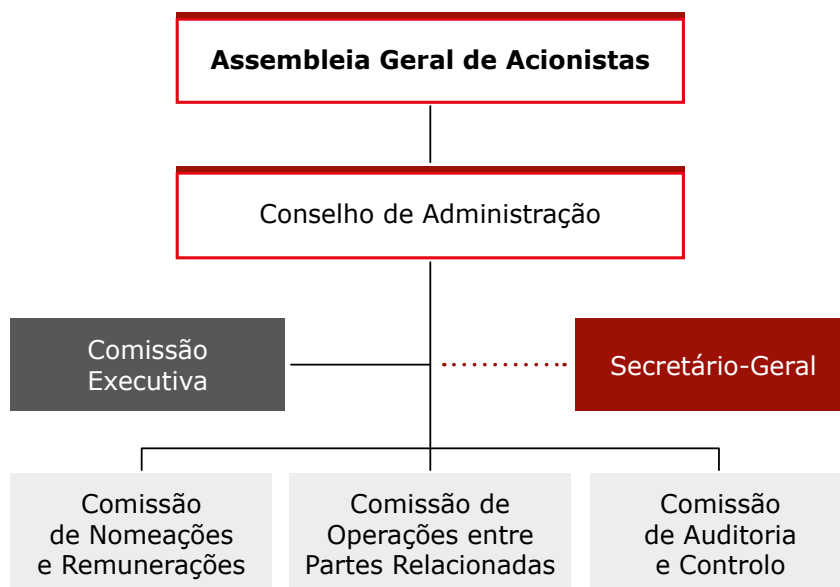 Assembleia Geral de Acionistas
Conselho de Administração
Comissão
Executiva
Secretário-Geral
Comissão
de Nomeações
e Remunerações
Comissão de
Operações entre
Partes Relacionadas
Comissão
de Auditoria
e Controlo